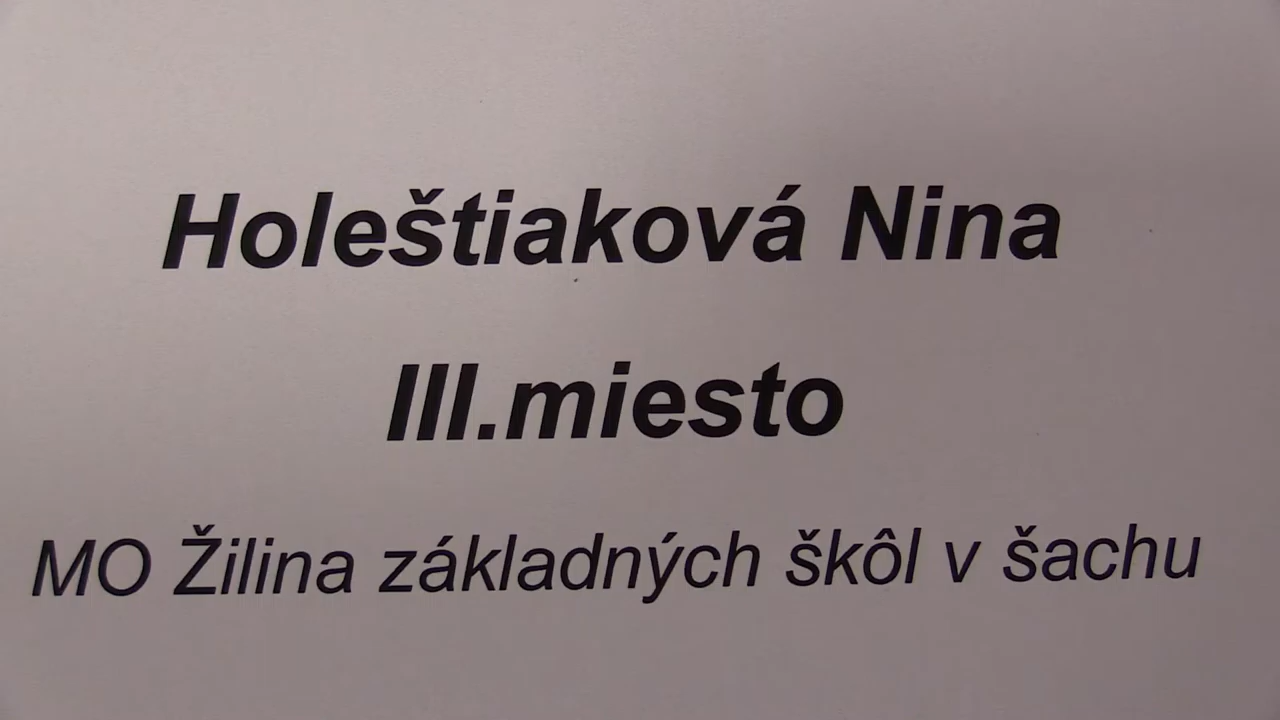 Holeštiaková Nina
III.miesto
MO Žilina základných škôl v šachu